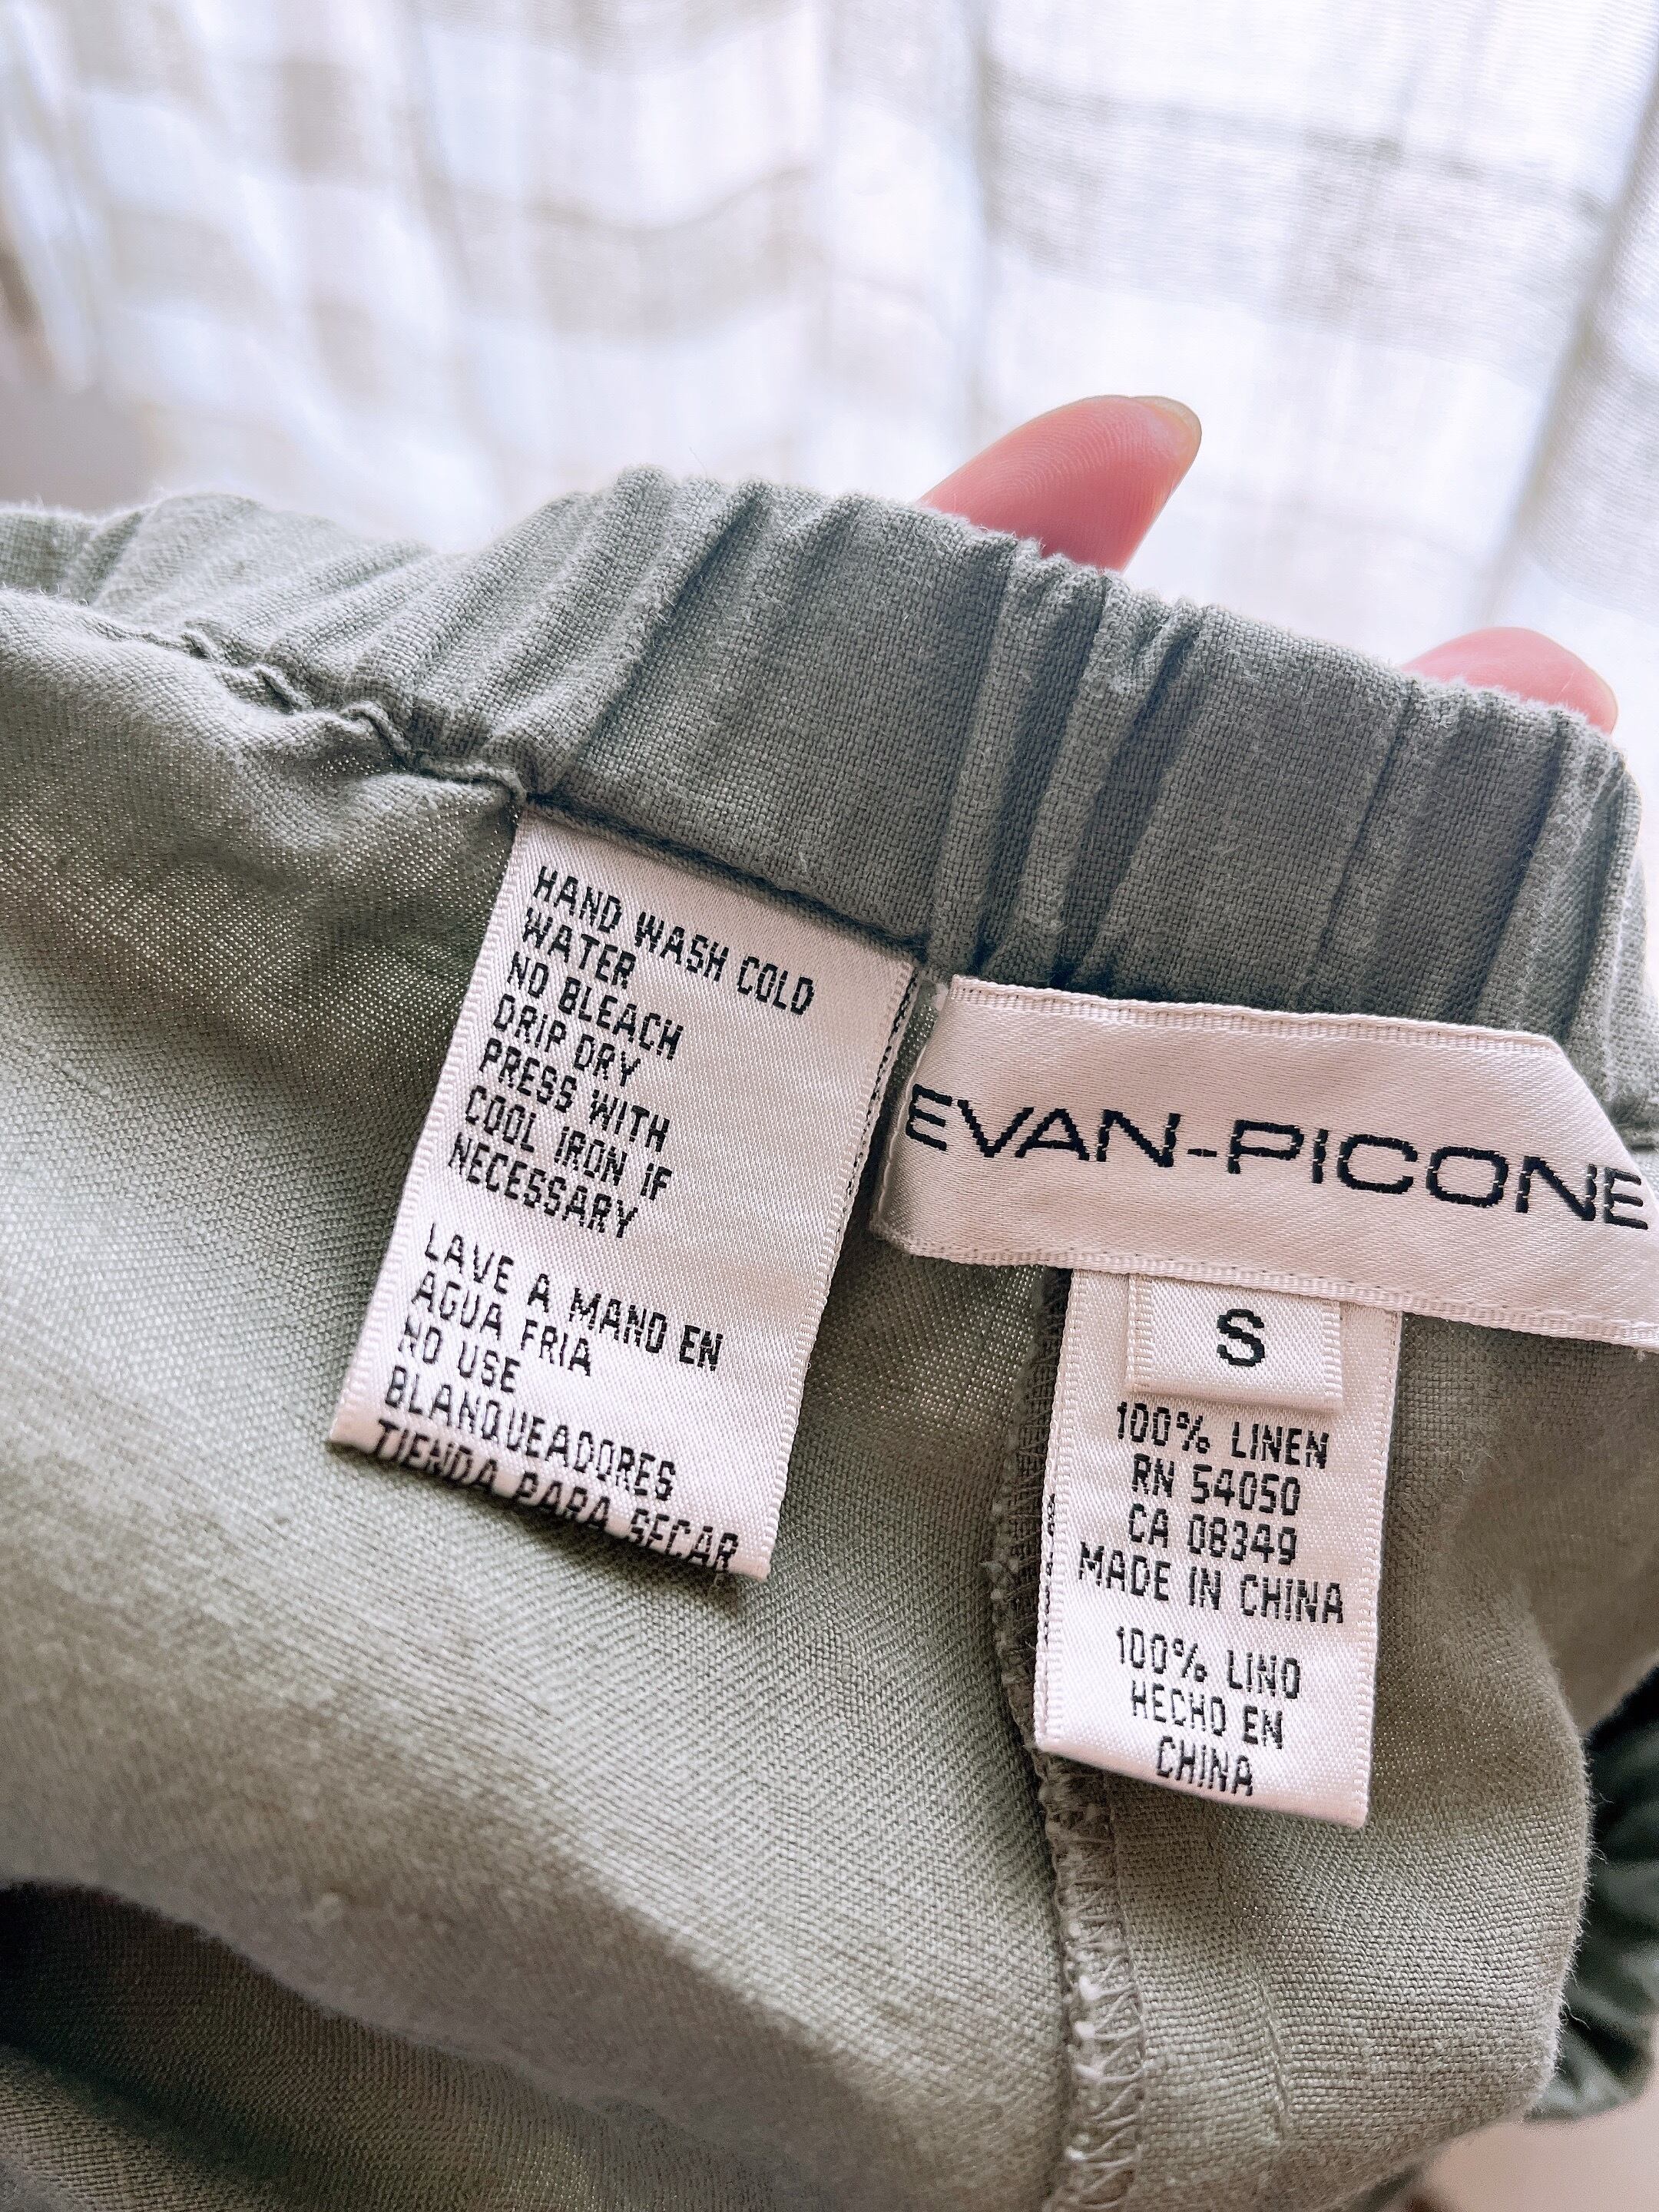 HAND WASH COLD
WATER
NO BLEACH
DRIP DRY
PRESS WITH
COOL IRON IF
NECESSARY
LAVE A MANO EN
AGUA FRIA
NO USE
BLANQUEADORES
TIENDA PARA SECAR
EVAN-PICONE
S
100% LINEN
RN 54050
CA 08349
MADE IN CHINA
100% LINO
HECHO EN
CHINA